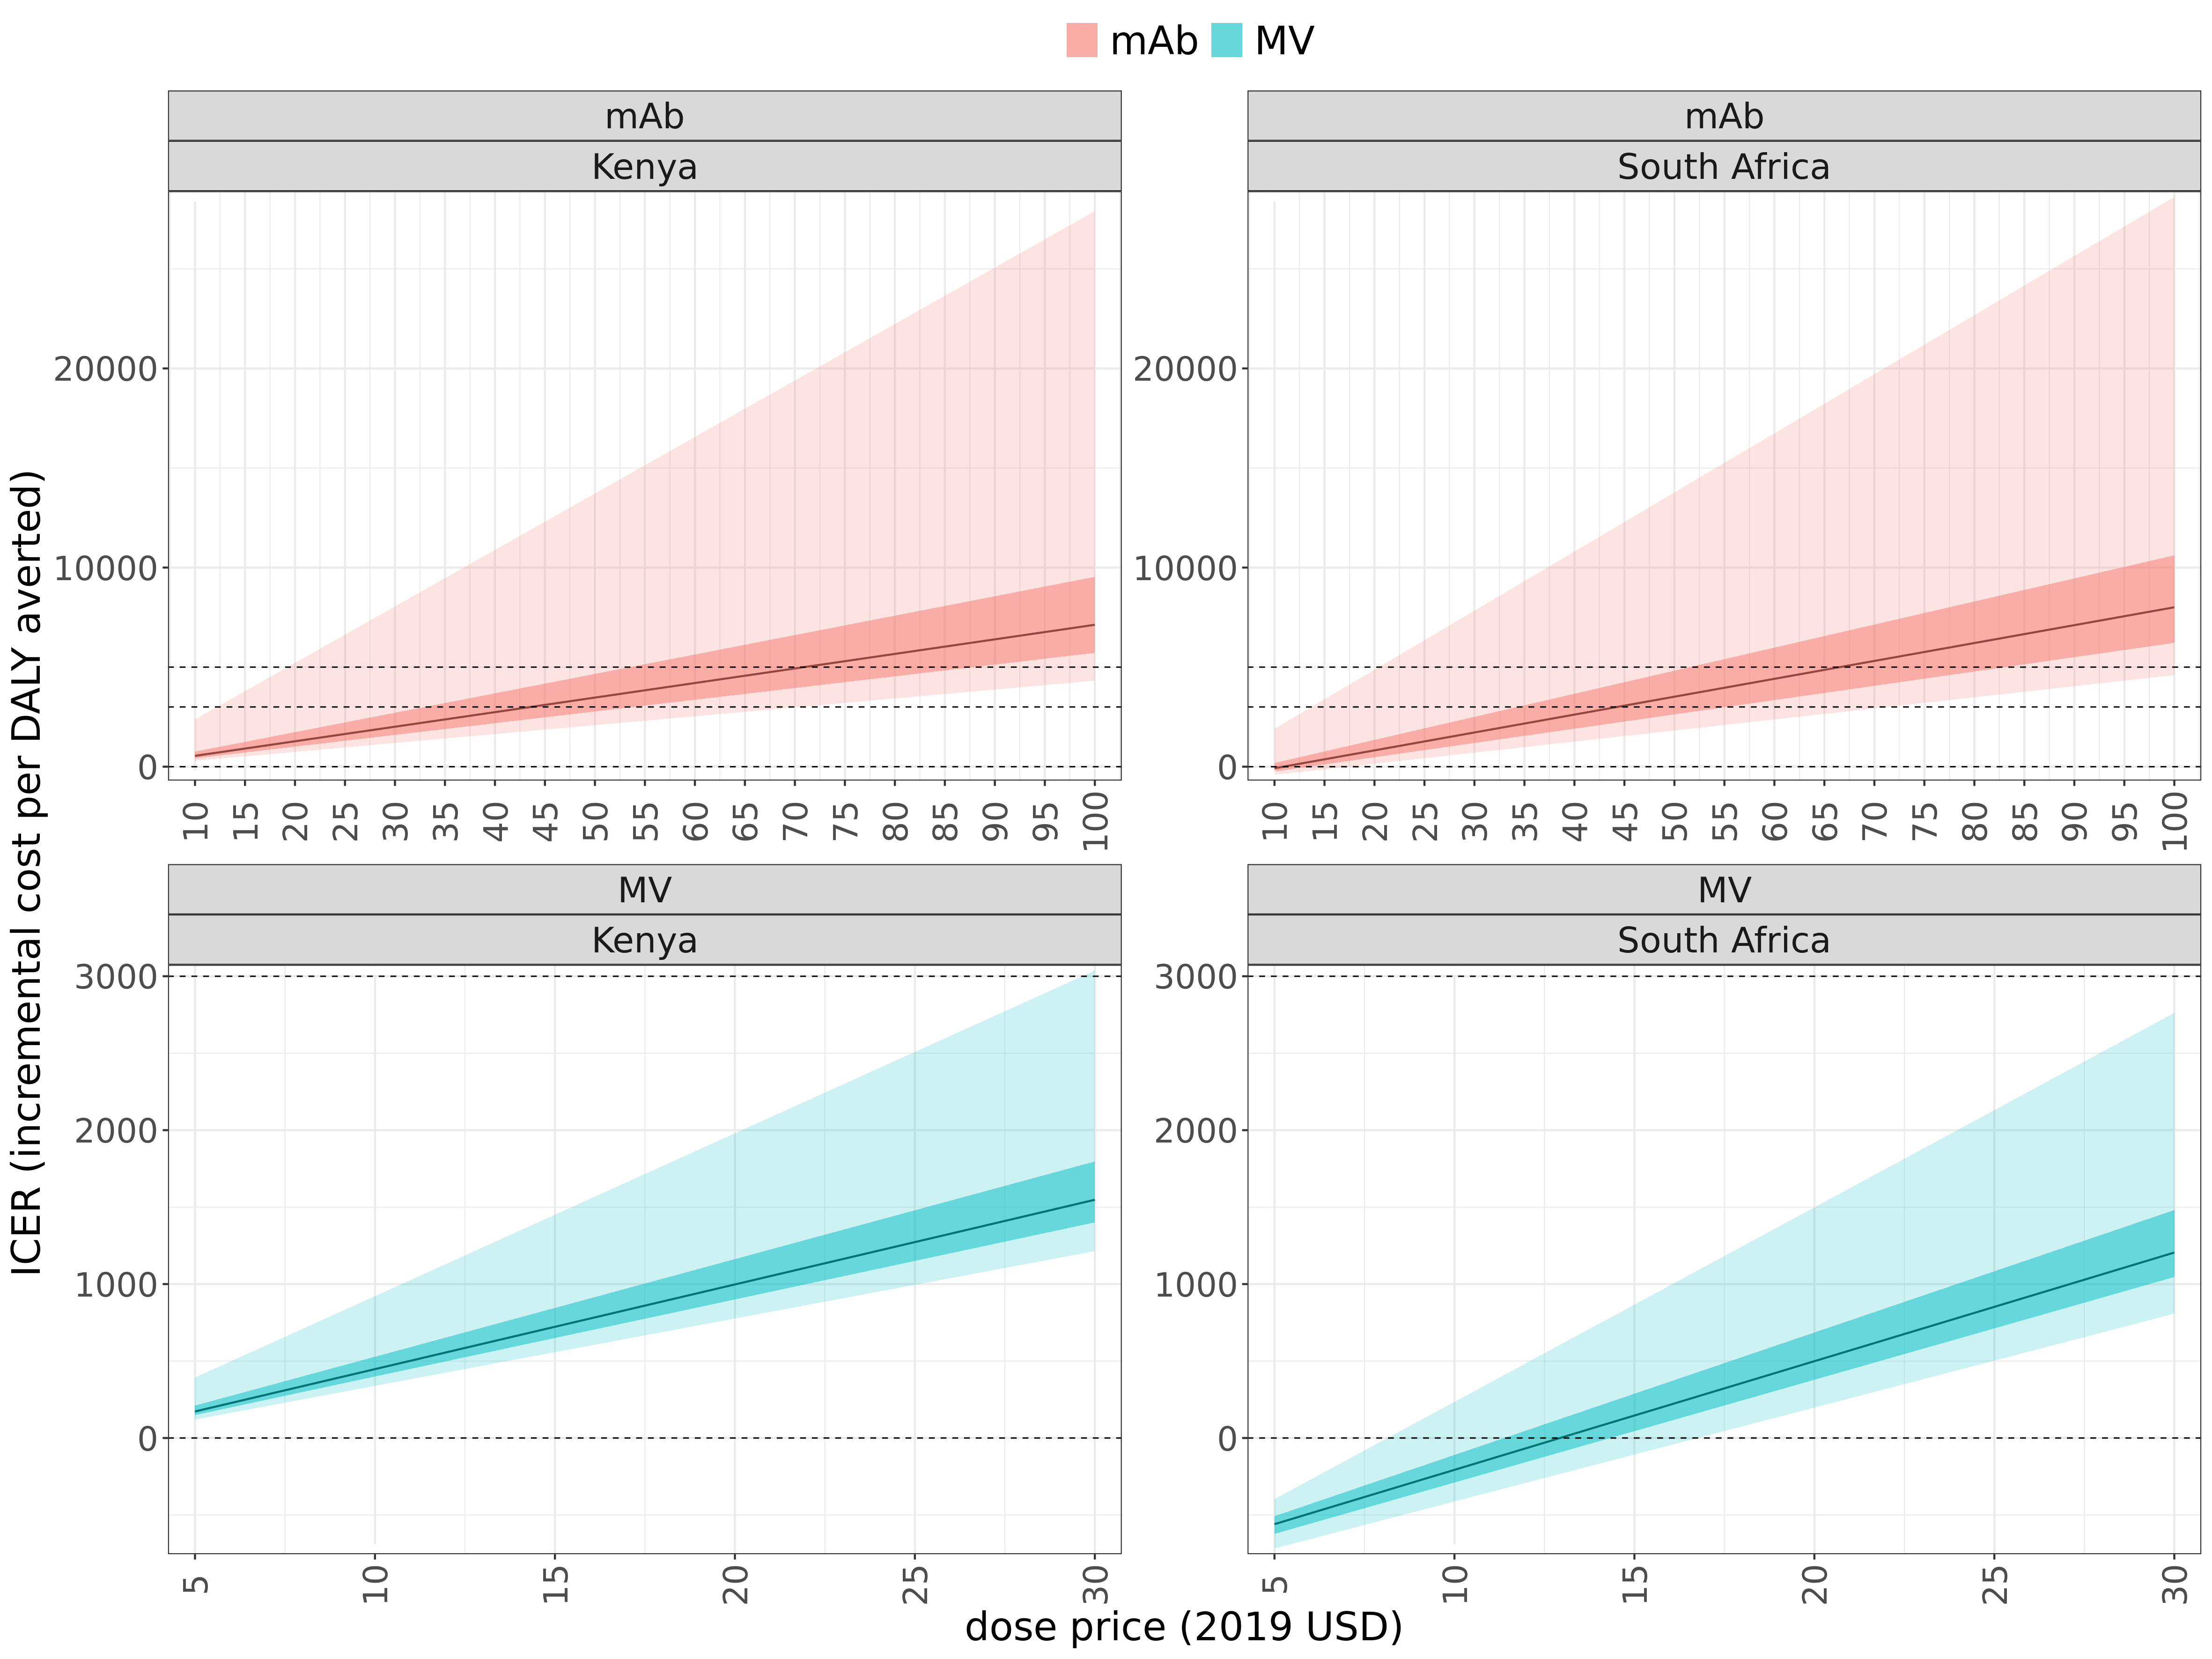 mAb MV
mAb
Kenya
mAb
South Africa
20000
10000
0
20000
10000
0
10 15 20 25 30 35 40 45 50 55 60 65 70 75 80 85 90 95 100
10 15 20 25 30 35 40 45 50 55 60 65 70 75 80 85 90 95 100
ICER (incremental cost per DALY averted)
MV
Kenya
MV
South Africa
3000
2000
1000
0
3000
2000
1000
0
5 10 15 20 25 30
5 10 15 20 25 30
dose price (2019 USD)